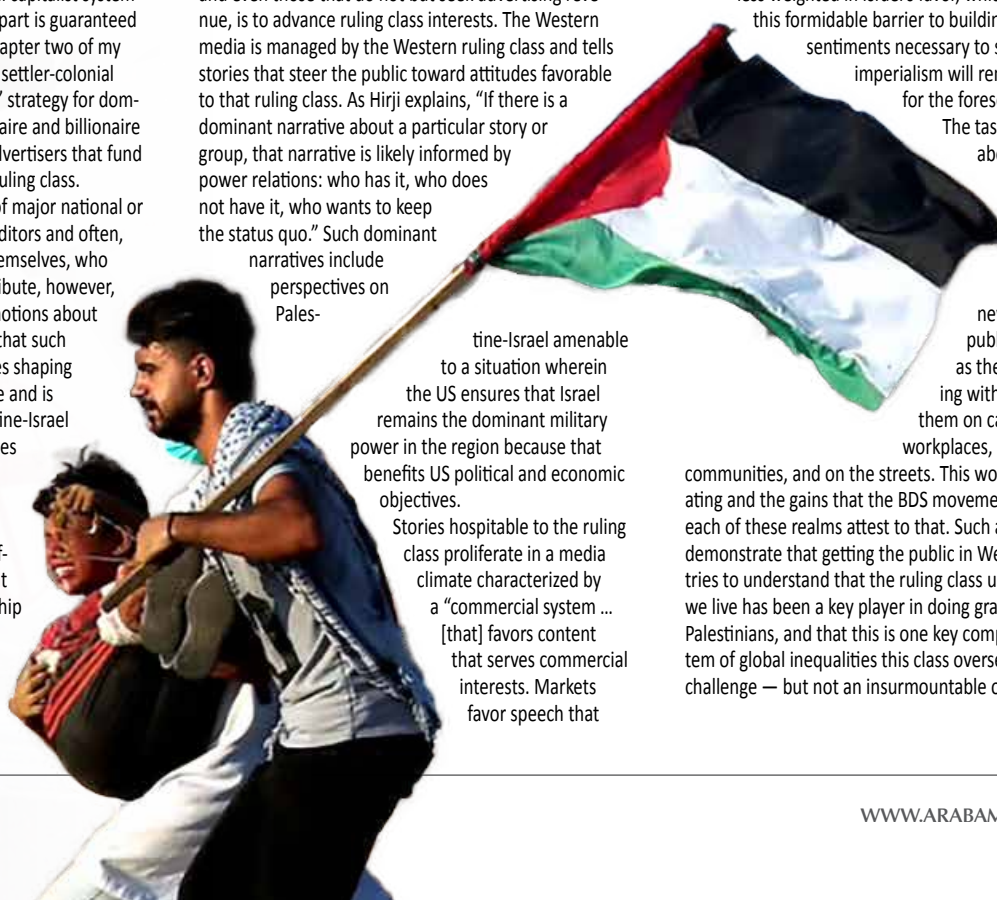 capitalist system
part is guaranteed
apter two of my
settler-colonial
’ strategy for dom-
aire and billionaire
dvertisers that fund
uling class.
of major national or
ditors and often,
emselves, who
ibute, however,
notions about
that such
es shaping
e and is
ine-Israel
es
f-
t
hip
and even those that do not but seek advertising reve-
nue, is to advance ruling class interests. The Western
media is managed by the Western ruling class and tells
stories that steer the public toward attitudes favorable
to that ruling class. As Hirji explains, “If there is a
dominant narrative about a particular story or
group, that narrative is likely informed by
power relations: who has it, who does
not have it, who wants to keep
the status quo.” Such dominant
narratives include
perspectives on
Pales-
tine-Israel amenable
to a situation wherein
the US ensures that Israel
remains the dominant military
power in the region because that
benefits US political and economic
objectives.
Stories hospitable to the ruling
class proliferate in a media
climate characterized by
a “commercial system ...
[that] favors content
that serves commercial
interests. Markets
favor speech that
less weighted in Israel’s favor,
this formidable barrier to buildin
sentiments necessary to s
imperialism will rem
for the fores
The tas
abo
ne
publ
as the
ing with
them on ca
workplaces,
communities, and on the streets. This wo
ating and the gains that the BDS moveme
each of these realms attest to that. Such a
demonstrate that getting the public in We
tries to understand that the ruling class u
we live has been a key player in doing gra
Palestinians, and that this is one key comp
tem of global inequalities this class overse
challenge — but not an insurmountable o
WWW.ARABAM